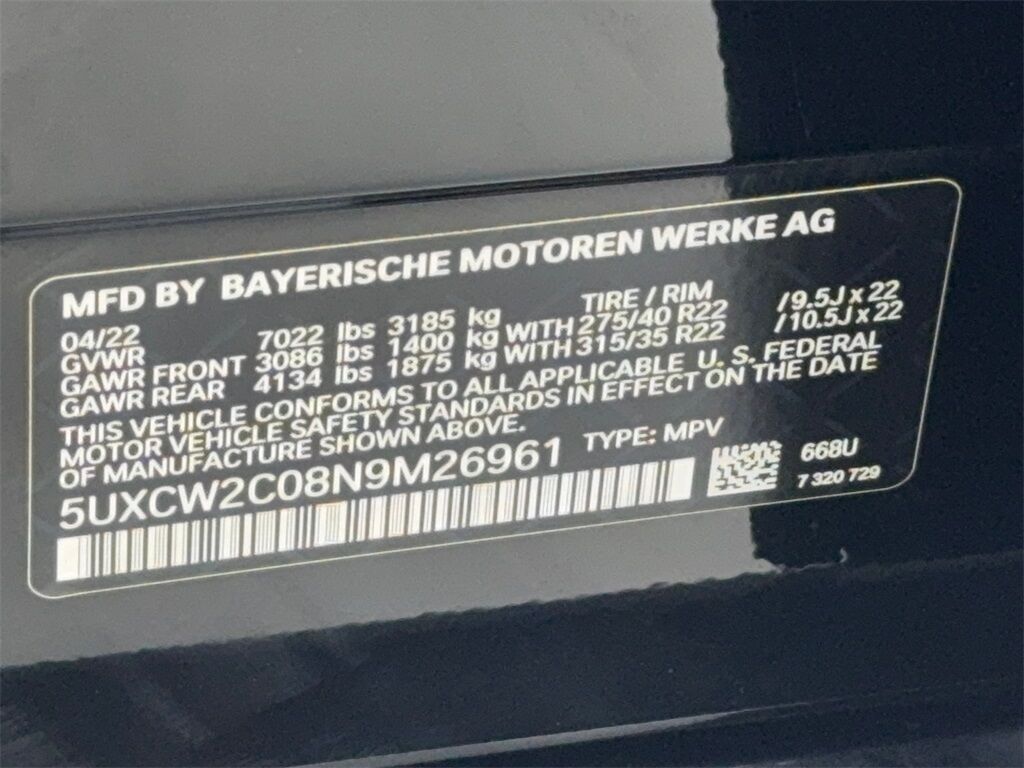 MFD BY BAYERISCHE MOTOREN WERKE AG
04/22 TIRE / RIM
GVWR 7022 lbs 3185 kg
GAWR FRONT 3086 lbs 1400 kg WITH 275/40 R22 /9.5J x 22
GAWR REAR 4134 lbs 1875 kg WITH 315/35 R22 /10.5J x 22
THIS VEHICLE CONFORMS TO ALL APPLICABLE U. S. FEDERAL
MOTOR VEHICLE SAFETY STANDARDS IN EFFECT ON THE DATE
OF MANUFACTURE SHOWN ABOVE.
5UXCW2C08N9M26961 TYPE: MPV
668U
7 320 729